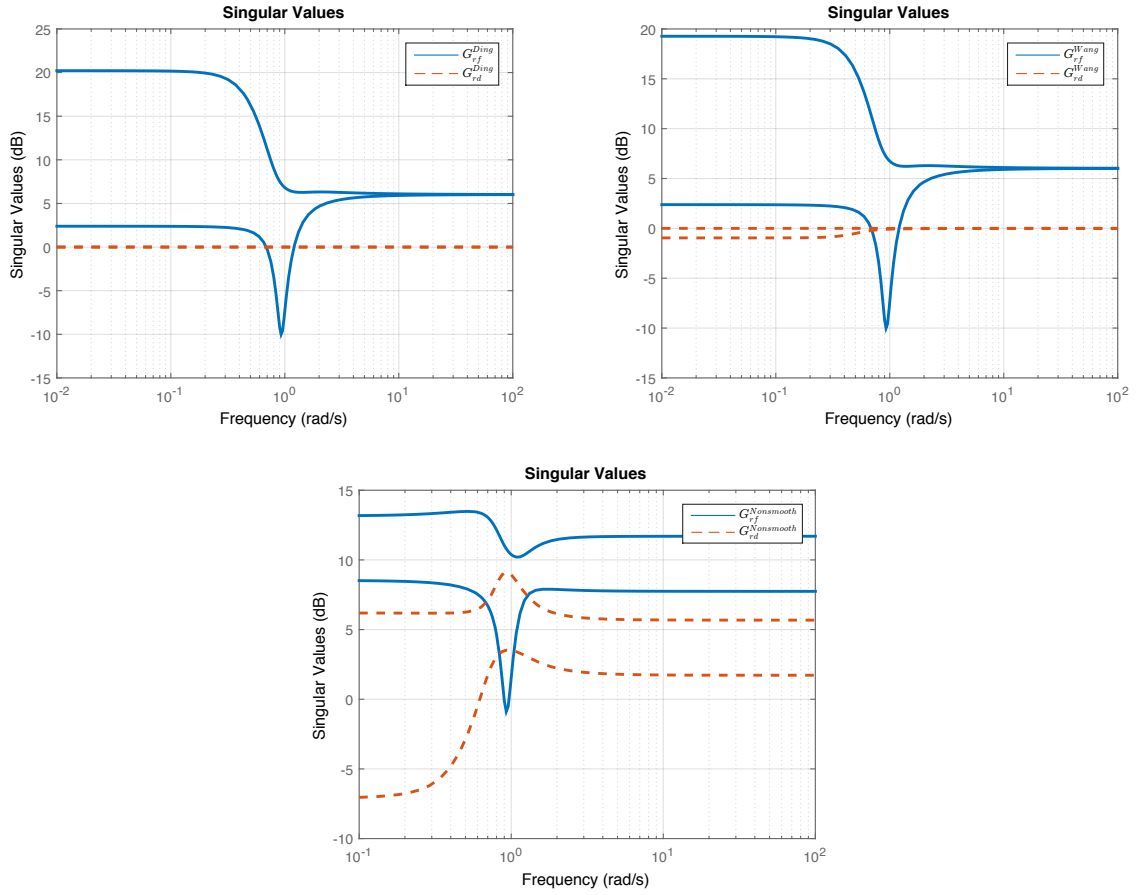 Singular Values
25
20
15
10
5
0
-5
-10
-15
10^-2
10^-1
10^0
10^1
10^2
Frequency (rad/s)
Singular Values (dB)
G_rf^Ding
G_rd^Ding
Singular Values
20
15
10
5
0
-5
-10
-15
10^-2
10^-1
10^0
10^1
10^2
Frequency (rad/s)
Singular Values (dB)
G_rf^Wang
G_rd^Wang
Singular Values
15
10
5
0
-5
-10
10^-1
10^0
10^1
10^2
Frequency (rad/s)
Singular Values (dB)
G_rf^Nonsmooth
G_rd^Nonsmooth